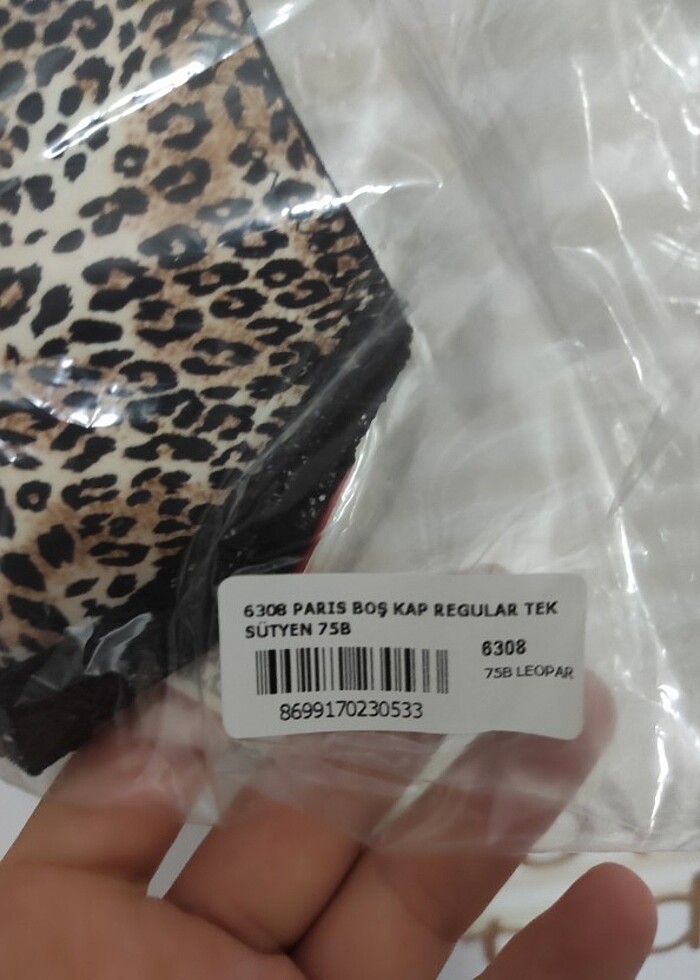 6308 PARIS BOŞ KAP REGULAR TEK
SÜTYEN 75B
6308
75B LEOPAR
8699170230533